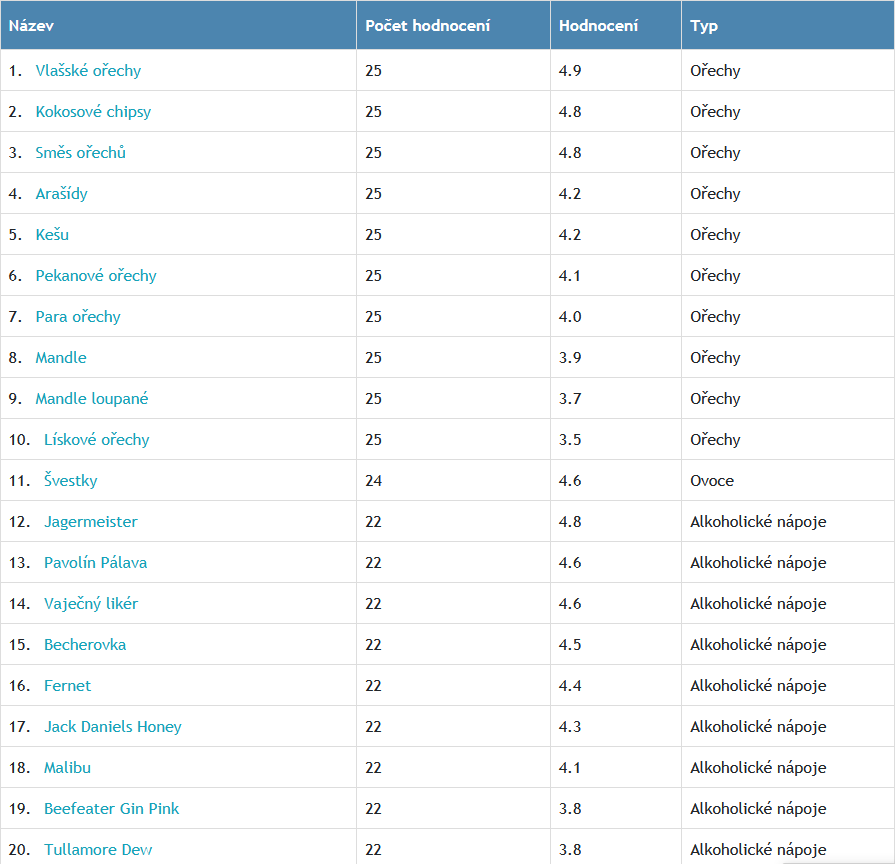 Název Počet hodnocení Hodnocení Typ
1. Vlašské ořechy 25 4.9 Ořechy
2. Kokosové chipsy 25 4.8 Ořechy
3. Směs ořechů 25 4.8 Ořechy
4. Arašídy 25 4.2 Ořechy
5. Kešu 25 4.2 Ořechy
6. Pekanové ořechy 25 4.1 Ořechy
7. Para ořechy 25 4.0 Ořechy
8. Mandle 25 3.9 Ořechy
9. Mandle loupané 25 3.7 Ořechy
10. Lískové ořechy 25 3.5 Ořechy
11. Švestky 24 4.6 Ovoce
12. Jagermeister 22 4.8 Alkoholické nápoje
13. Pavolín Pálava 22 4.6 Alkoholické nápoje
14. Vaječný likér 22 4.6 Alkoholické nápoje
15. Becherovka 22 4.5 Alkoholické nápoje
16. Fernet 22 4.4 Alkoholické nápoje
17. Jack Daniels Honey 22 4.3 Alkoholické nápoje
18. Malibu 22 4.1 Alkoholické nápoje
19. Beefeater Gin Pink 22 3.8 Alkoholické nápoje
20. Tullamore Dew 22 3.8 Alkoholické nápoje